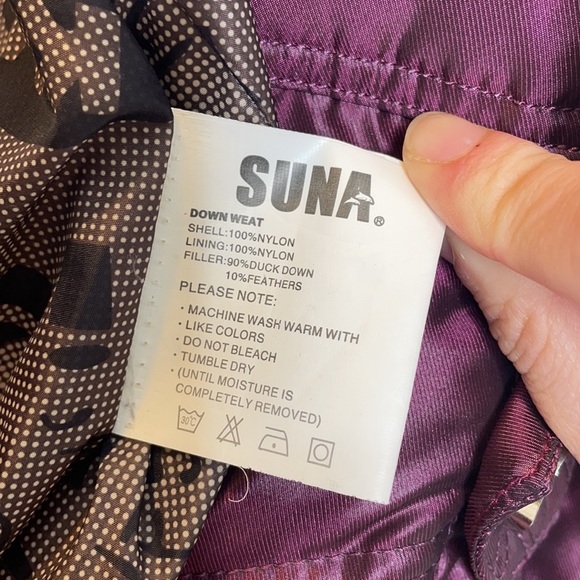 SUNA®
DOWN WEAT
SHELL:100%NYLON
LINING:100%NYLON
FILLER:90%DUCK DOWN
10%FEATHERS
PLEASE NOTE:
• MACHINE WASH WARM WITH
• LIKE COLORS
• DO NOT BLEACH
• TUMBLE DRY
• (UNTIL MOISTURE IS
COMPLETELY REMOVED)
30°C